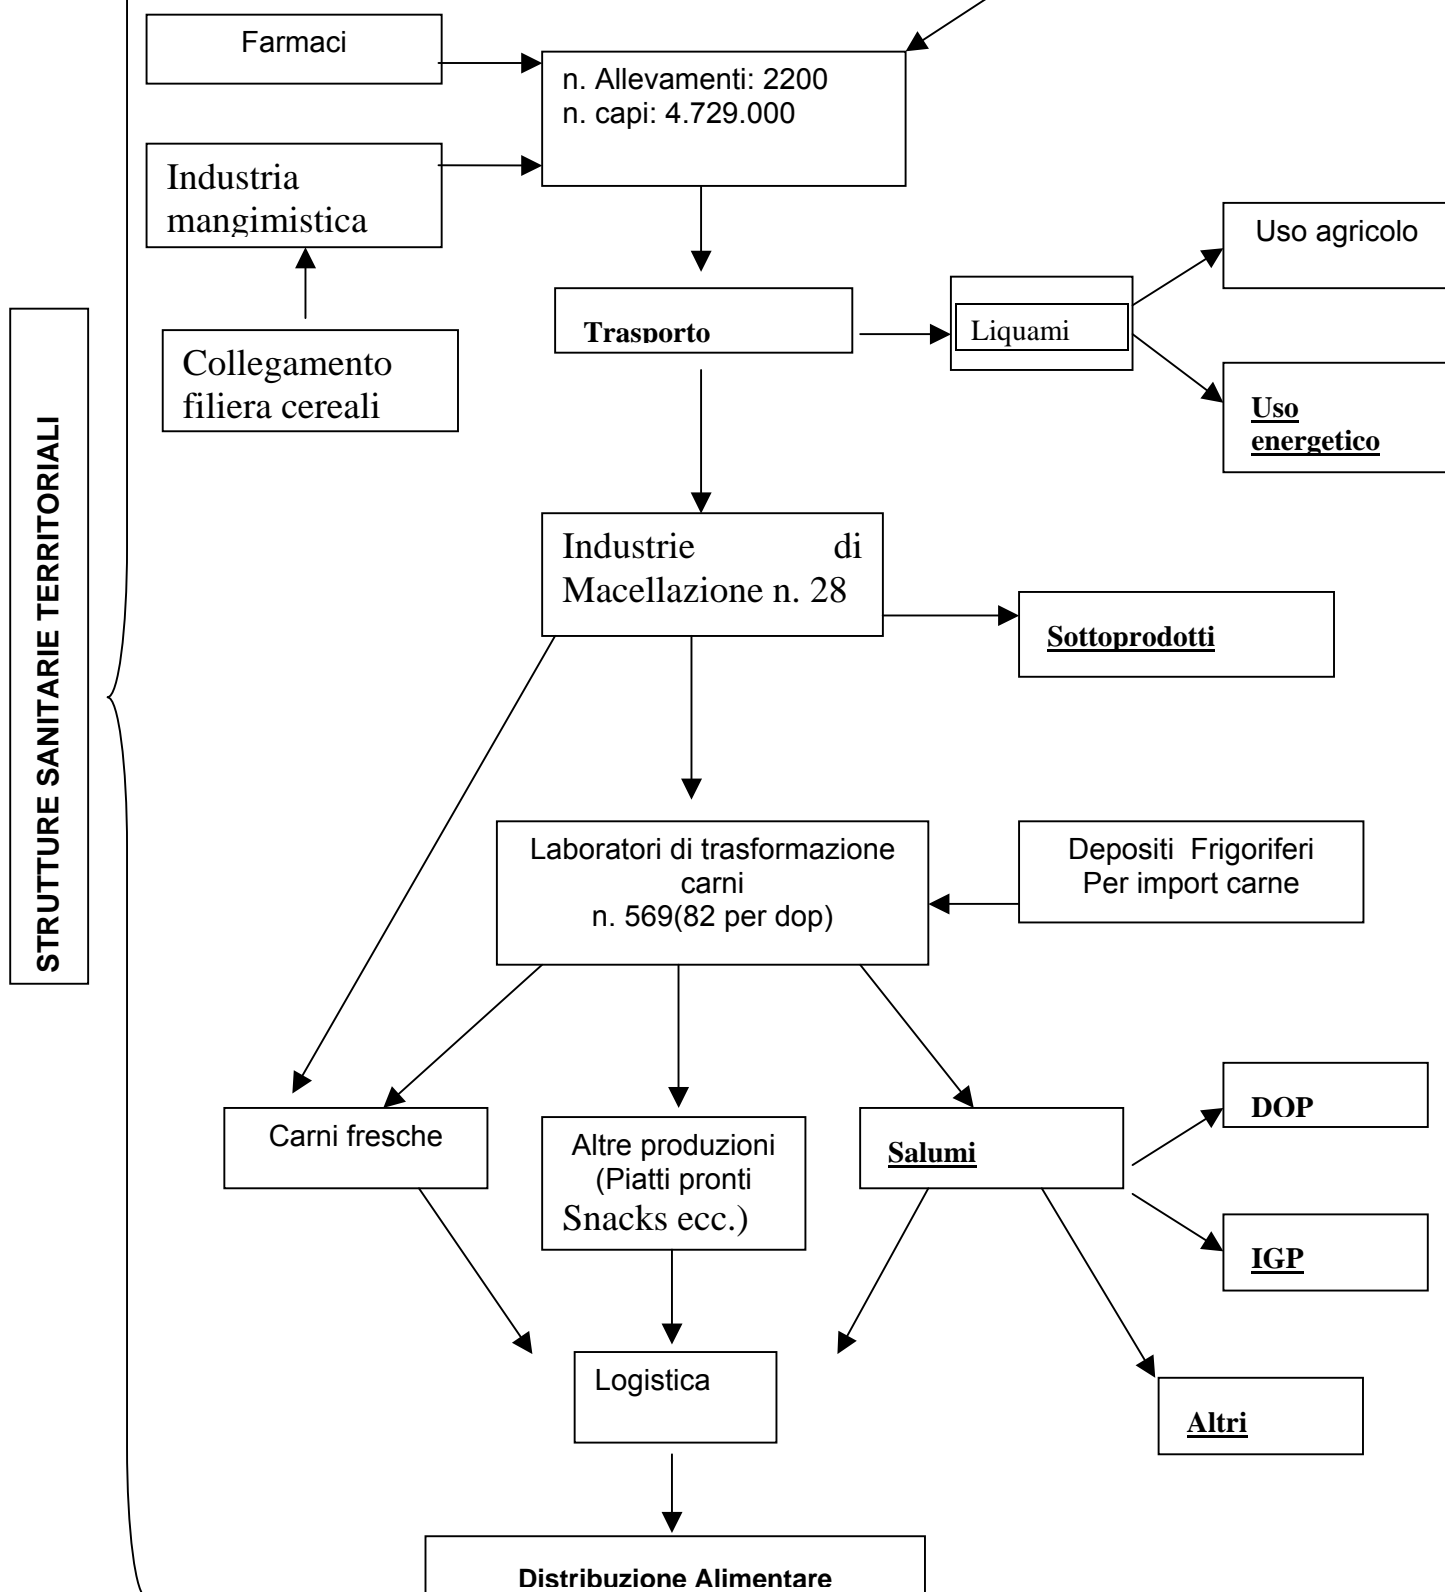 Farmaci
n. Allevamenti: 2200
n. capi: 4.729.000
Industria
mangimistica
Uso agricolo
Trasporto
Liquami
Collegamento
filiera cereali
Uso
energetico
STRUTTURE SANITARIE TERRITORIALI
Industrie di
Macellazione n. 28
Sottoprodotti
Laboratori di trasformazione
carni
n. 569(82 per dop)
Depositi Frigoriferi
Per import carne
Carni fresche
Altre produzioni
(Piatti pronti
Snacks ecc.)
Salumi
DOP
IGP
Logistica
Altri
Distribuzione Alimentare